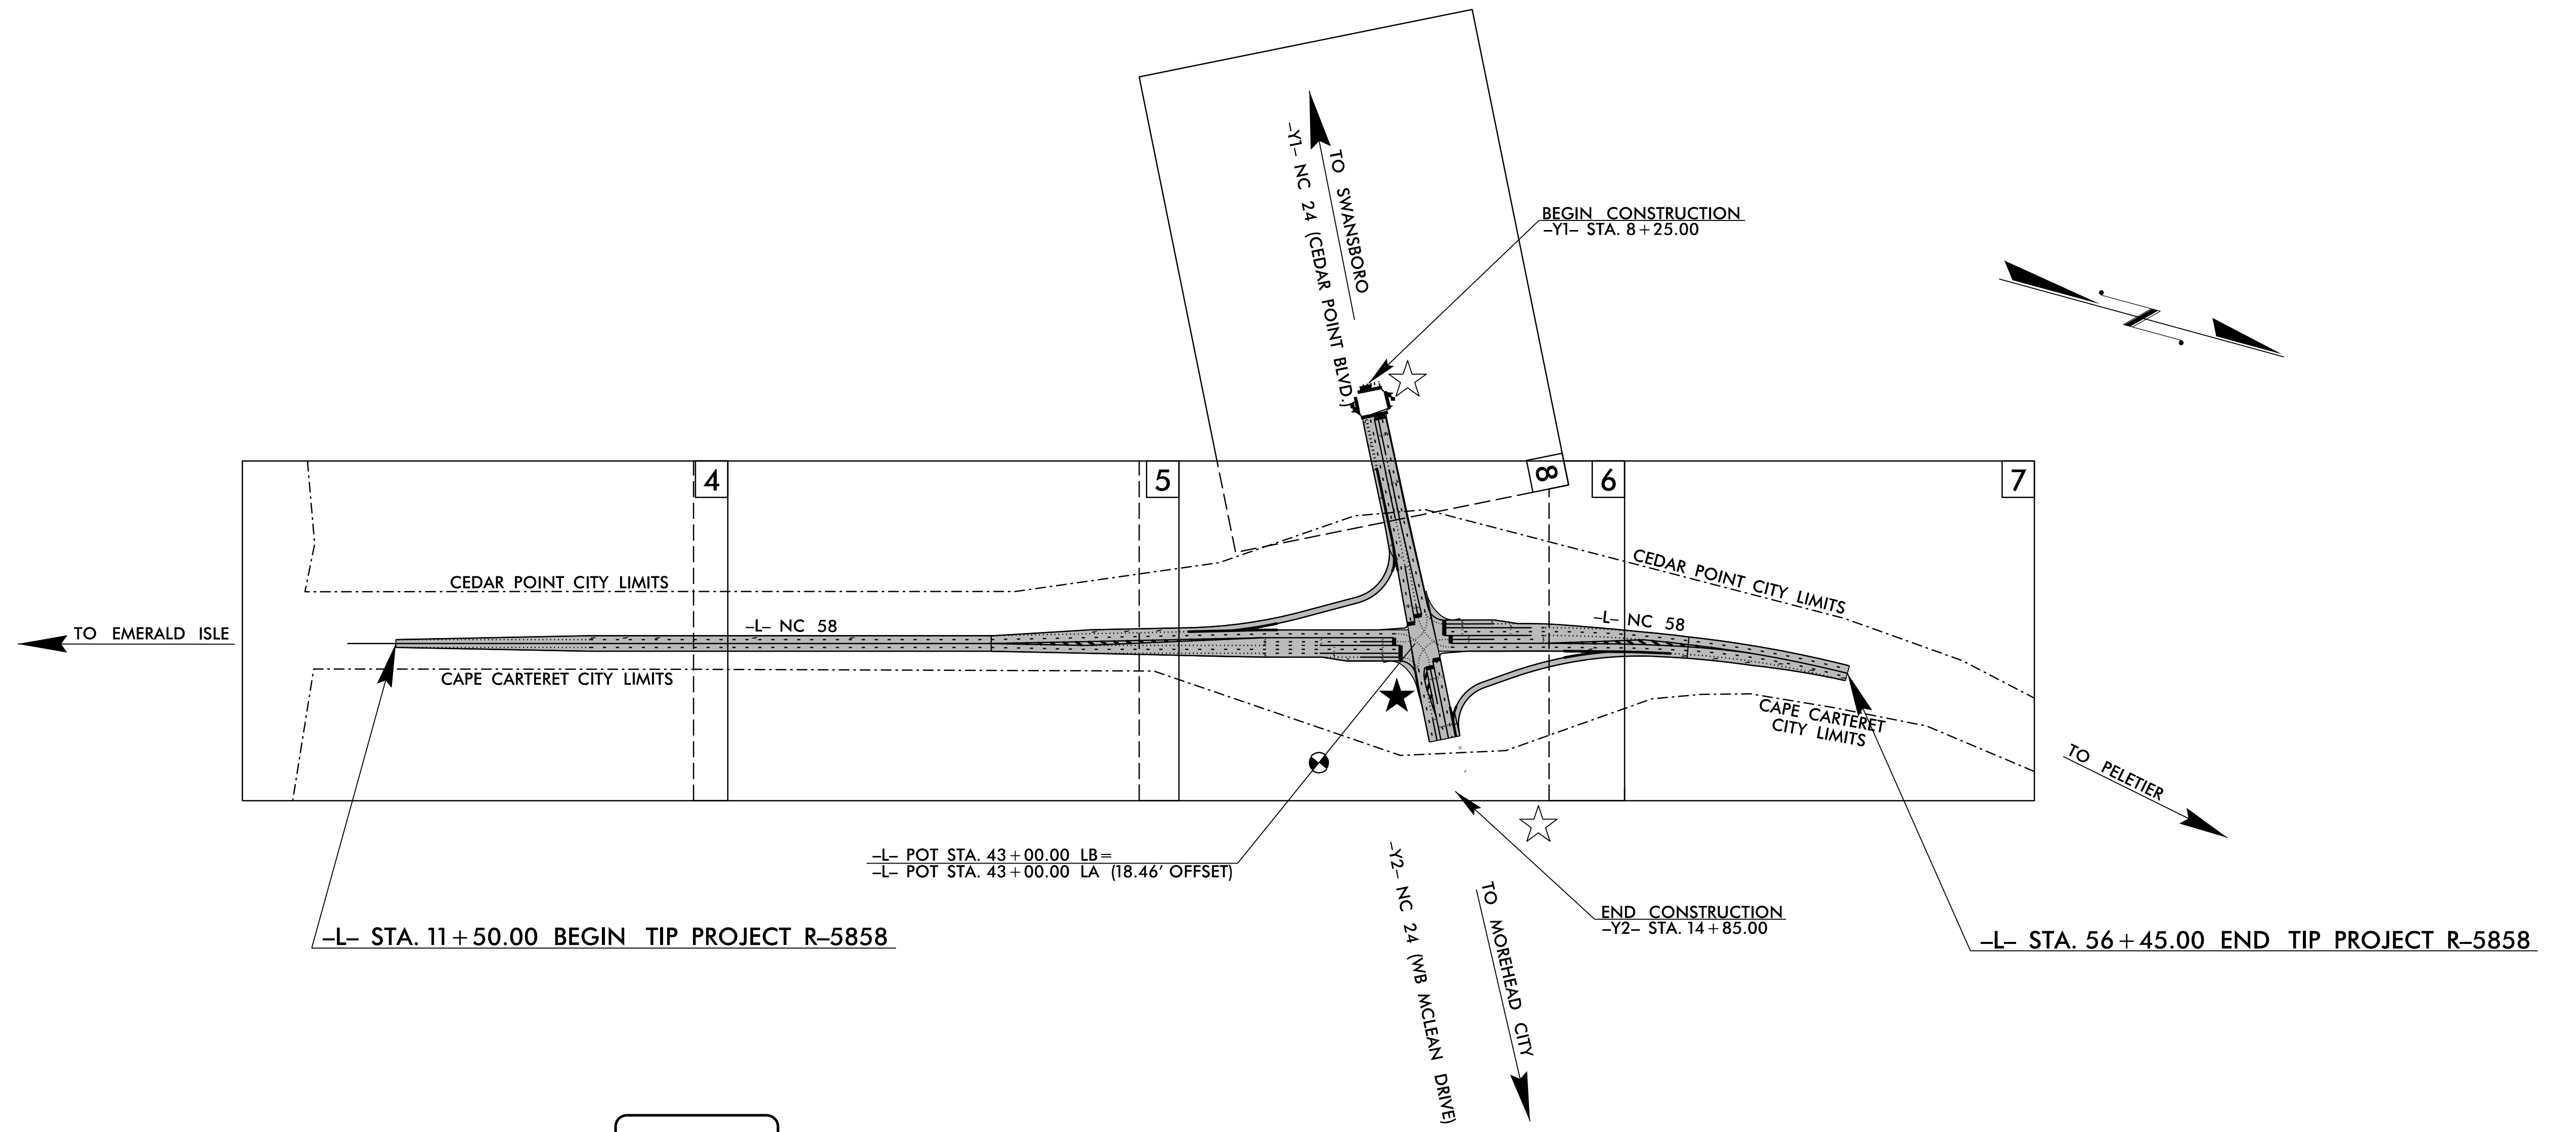 TO SWANSBORO
-Y1- NC 24 (CEDAR POINT BLVD.)
BEGIN CONSTRUCTION
-Y1- STA. 8+25.00
4
5
8
6
7
CEDAR POINT CITY LIMITS
CEDAR POINT CITY LIMITS
TO EMERALD ISLE
-L- NC 58
-L- NC 58
CAPE CARTERET CITY LIMITS
CAPE CARTERET
CITY LIMITS
TO PELETIER
-L- POT STA. 43+00.00 LB=
-L- POT STA. 43+00.00 LA (18.46' OFFSET)
-Y2- NC 24 (WB MCLEAN DRIVE)
TO MOREHEAD CITY
END CONSTRUCTION
-Y2- STA. 14+85.00
-L- STA. 11+50.00 BEGIN TIP PROJECT R-5858
-L- STA. 56+45.00 END TIP PROJECT R-5858